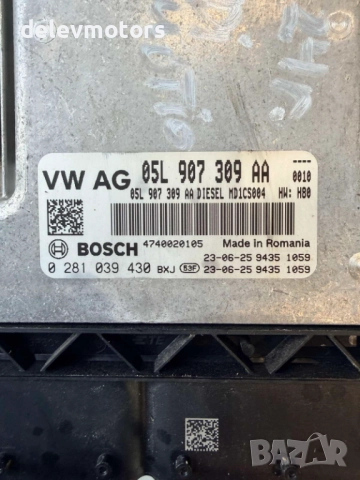 delevmotors
VW AG 05L 907 309 AA ----
05L 907 309 AA DIESEL MD1CS004 0010
HW: H80
BOSCH 4740020105 Made in Romania
23-06-25 9435 1059
0 281 039 430 BXJ 53F 23-06-25 9435 1059
BAZAR